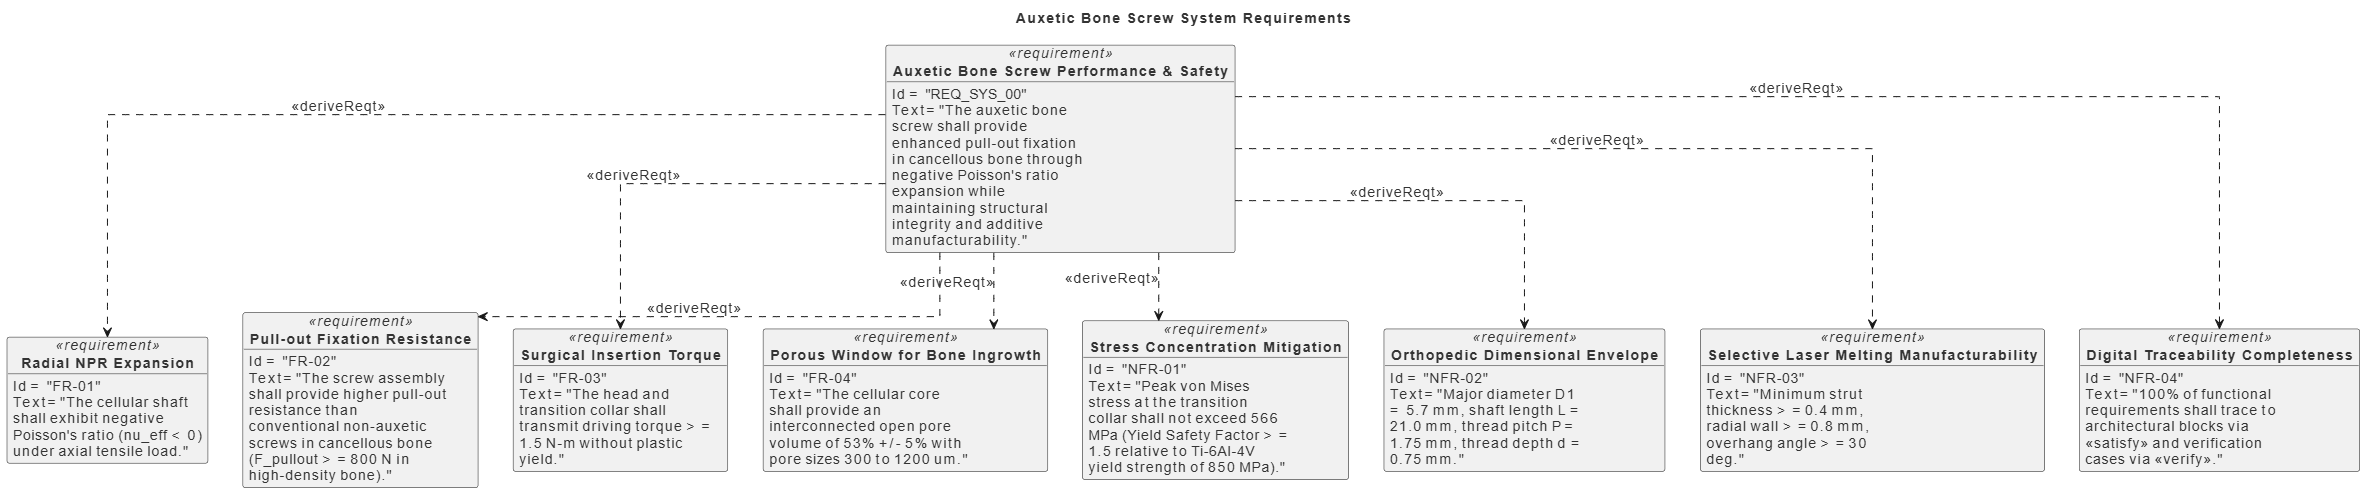 Auxetic Bone Screw System Requirements
«requirement»
Auxetic Bone Screw Performance & Safety
Id = "REQ_SYS_00"
Text = "The auxetic bone
screw shall provide
enhanced pull-out fixation
in cancellous bone through
negative Poisson's ratio
expansion while
maintaining structural
integrity and additive
manufacturability."
«deriveReqt»
«deriveReqt»
«deriveReqt»
«deriveReqt»
«deriveReqt»
«deriveReqt»
«deriveReqt»
«deriveReqt»
«requirement»
Radial NPR Expansion
Id = "FR-01"
Text = "The cellular shaft
shall exhibit negative
Poisson's ratio (nu_eff < 0)
under axial tensile load."
«requirement»
Pull-out Fixation Resistance
Id = "FR-02"
Text = "The screw assembly
shall provide higher pull-out
resistance than
conventional non-auxetic
screws in cancellous bone
(F_pullout > = 800 N in
high-density bone)."
«requirement»
Surgical Insertion Torque
Id = "FR-03"
Text = "The head and
transition collar shall
transmit driving torque > =
1.5 N-m without plastic
yield."
«requirement»
Porous Window for Bone Ingrowth
Id = "FR-04"
Text = "The cellular core
shall provide an
interconnected open pore
volume of 53% +/- 5% with
pore sizes 300 to 1200 um."
«requirement»
Stress Concentration Mitigation
Id = "NFR-01"
Text = "Peak von Mises
stress at the transition
collar shall not exceed 566
MPa (Yield Safety Factor > =
1.5 relative to Ti-6Al-4V
yield strength of 850 MPa)."
«requirement»
Orthopedic Dimensional Envelope
Id = "NFR-02"
Text = "Major diameter D1
= 5.7 mm, shaft length L =
21.0 mm, thread pitch P =
1.75 mm, thread depth d =
0.75 mm."
«requirement»
Selective Laser Melting Manufacturability
Id = "NFR-03"
Text = "Minimum strut
thickness > = 0.4 mm,
radial wall > = 0.8 mm,
overhang angle > = 30
deg."
«requirement»
Digital Traceability Completeness
Id = "NFR-04"
Text = "100% of functional
requirements shall trace to
architectural blocks via
«satisfy» and verification
cases via «verify»."